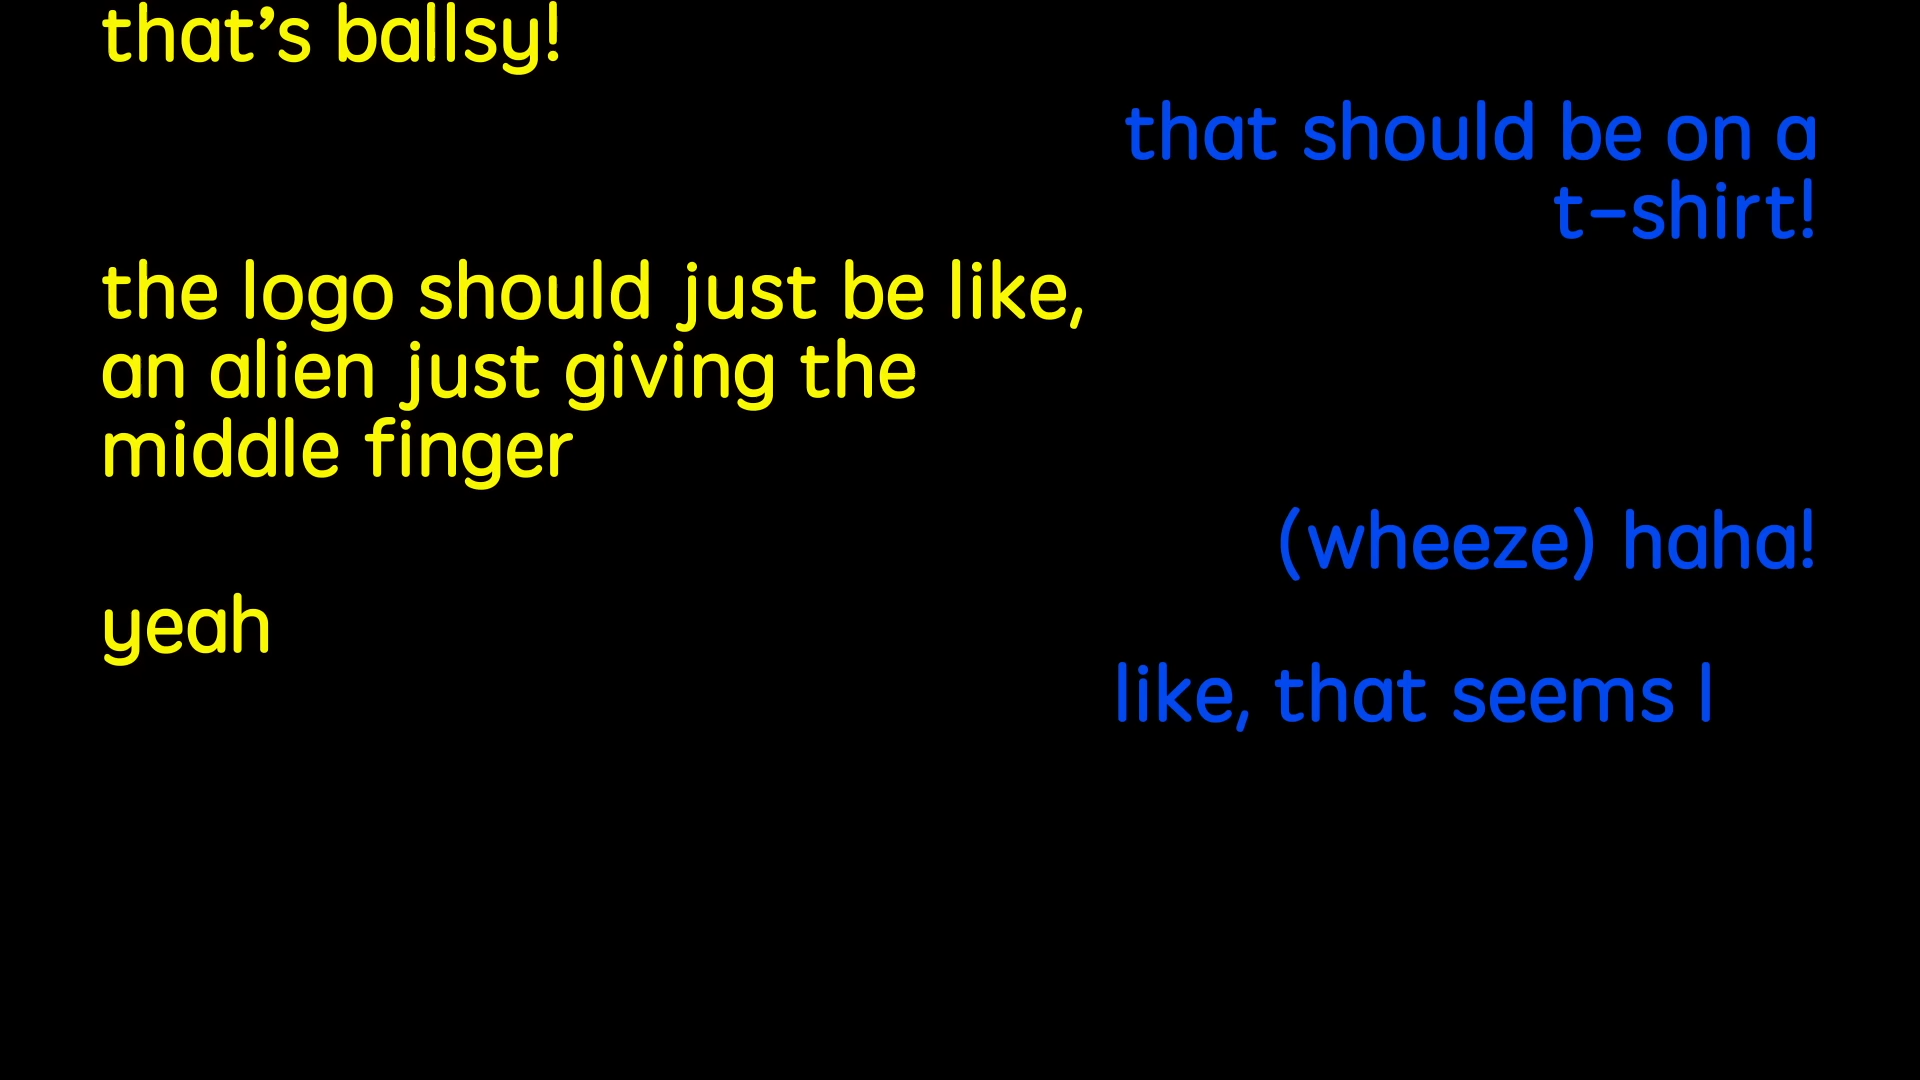 that’s ballsy!
that should be on a
t-shirt!
the logo should just be like,
an alien just giving the
middle finger
(wheeze) haha!
yeah
like, that seems l